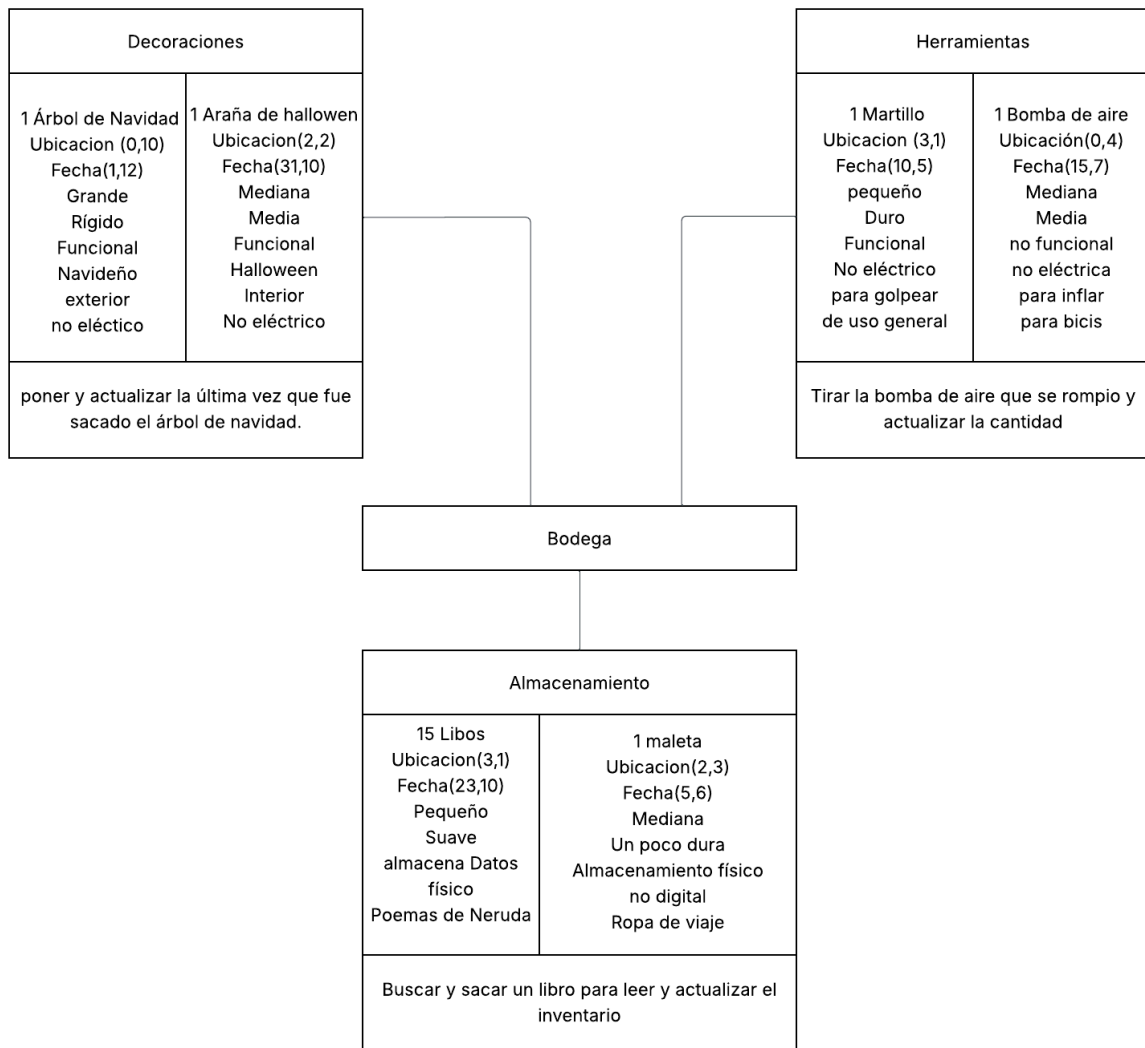 Decoraciones
1 Árbol de Navidad
Ubicacion (0,10)
Fecha(1,12)
Grande
Rígido
Funcional
Navideño
exterior
no eléctico
1 Araña de hallowen
Ubicacion(2,2)
Fecha(31,10)
Mediana
Media
Funcional
Halloween
Interior
No eléctrico
poner y actualizar la última vez que fue
sacado el árbol de navidad.
Herramientas
1 Martillo
Ubicacion (3,1)
Fecha(10,5)
pequeño
Duro
Funcional
No eléctrico
para golpear
de uso general
1 Bomba de aire
Ubicación(0,4)
Fecha(15,7)
Mediana
Media
no funcional
no eléctrica
para inflar
para bicis
Tirar la bomba de aire que se rompio y
actualizar la cantidad
Bodega
Almacenamiento
15 Libos
Ubicacion(3,1)
Fecha(23,10)
Pequeño
Suave
almacena Datos
físico
Poemas de Neruda
1 maleta
Ubicacion(2,3)
Fecha(5,6)
Mediana
Un poco dura
Almacenamiento físico
no digital
Ropa de viaje
Buscar y sacar un libro para leer y actualizar el
inventario